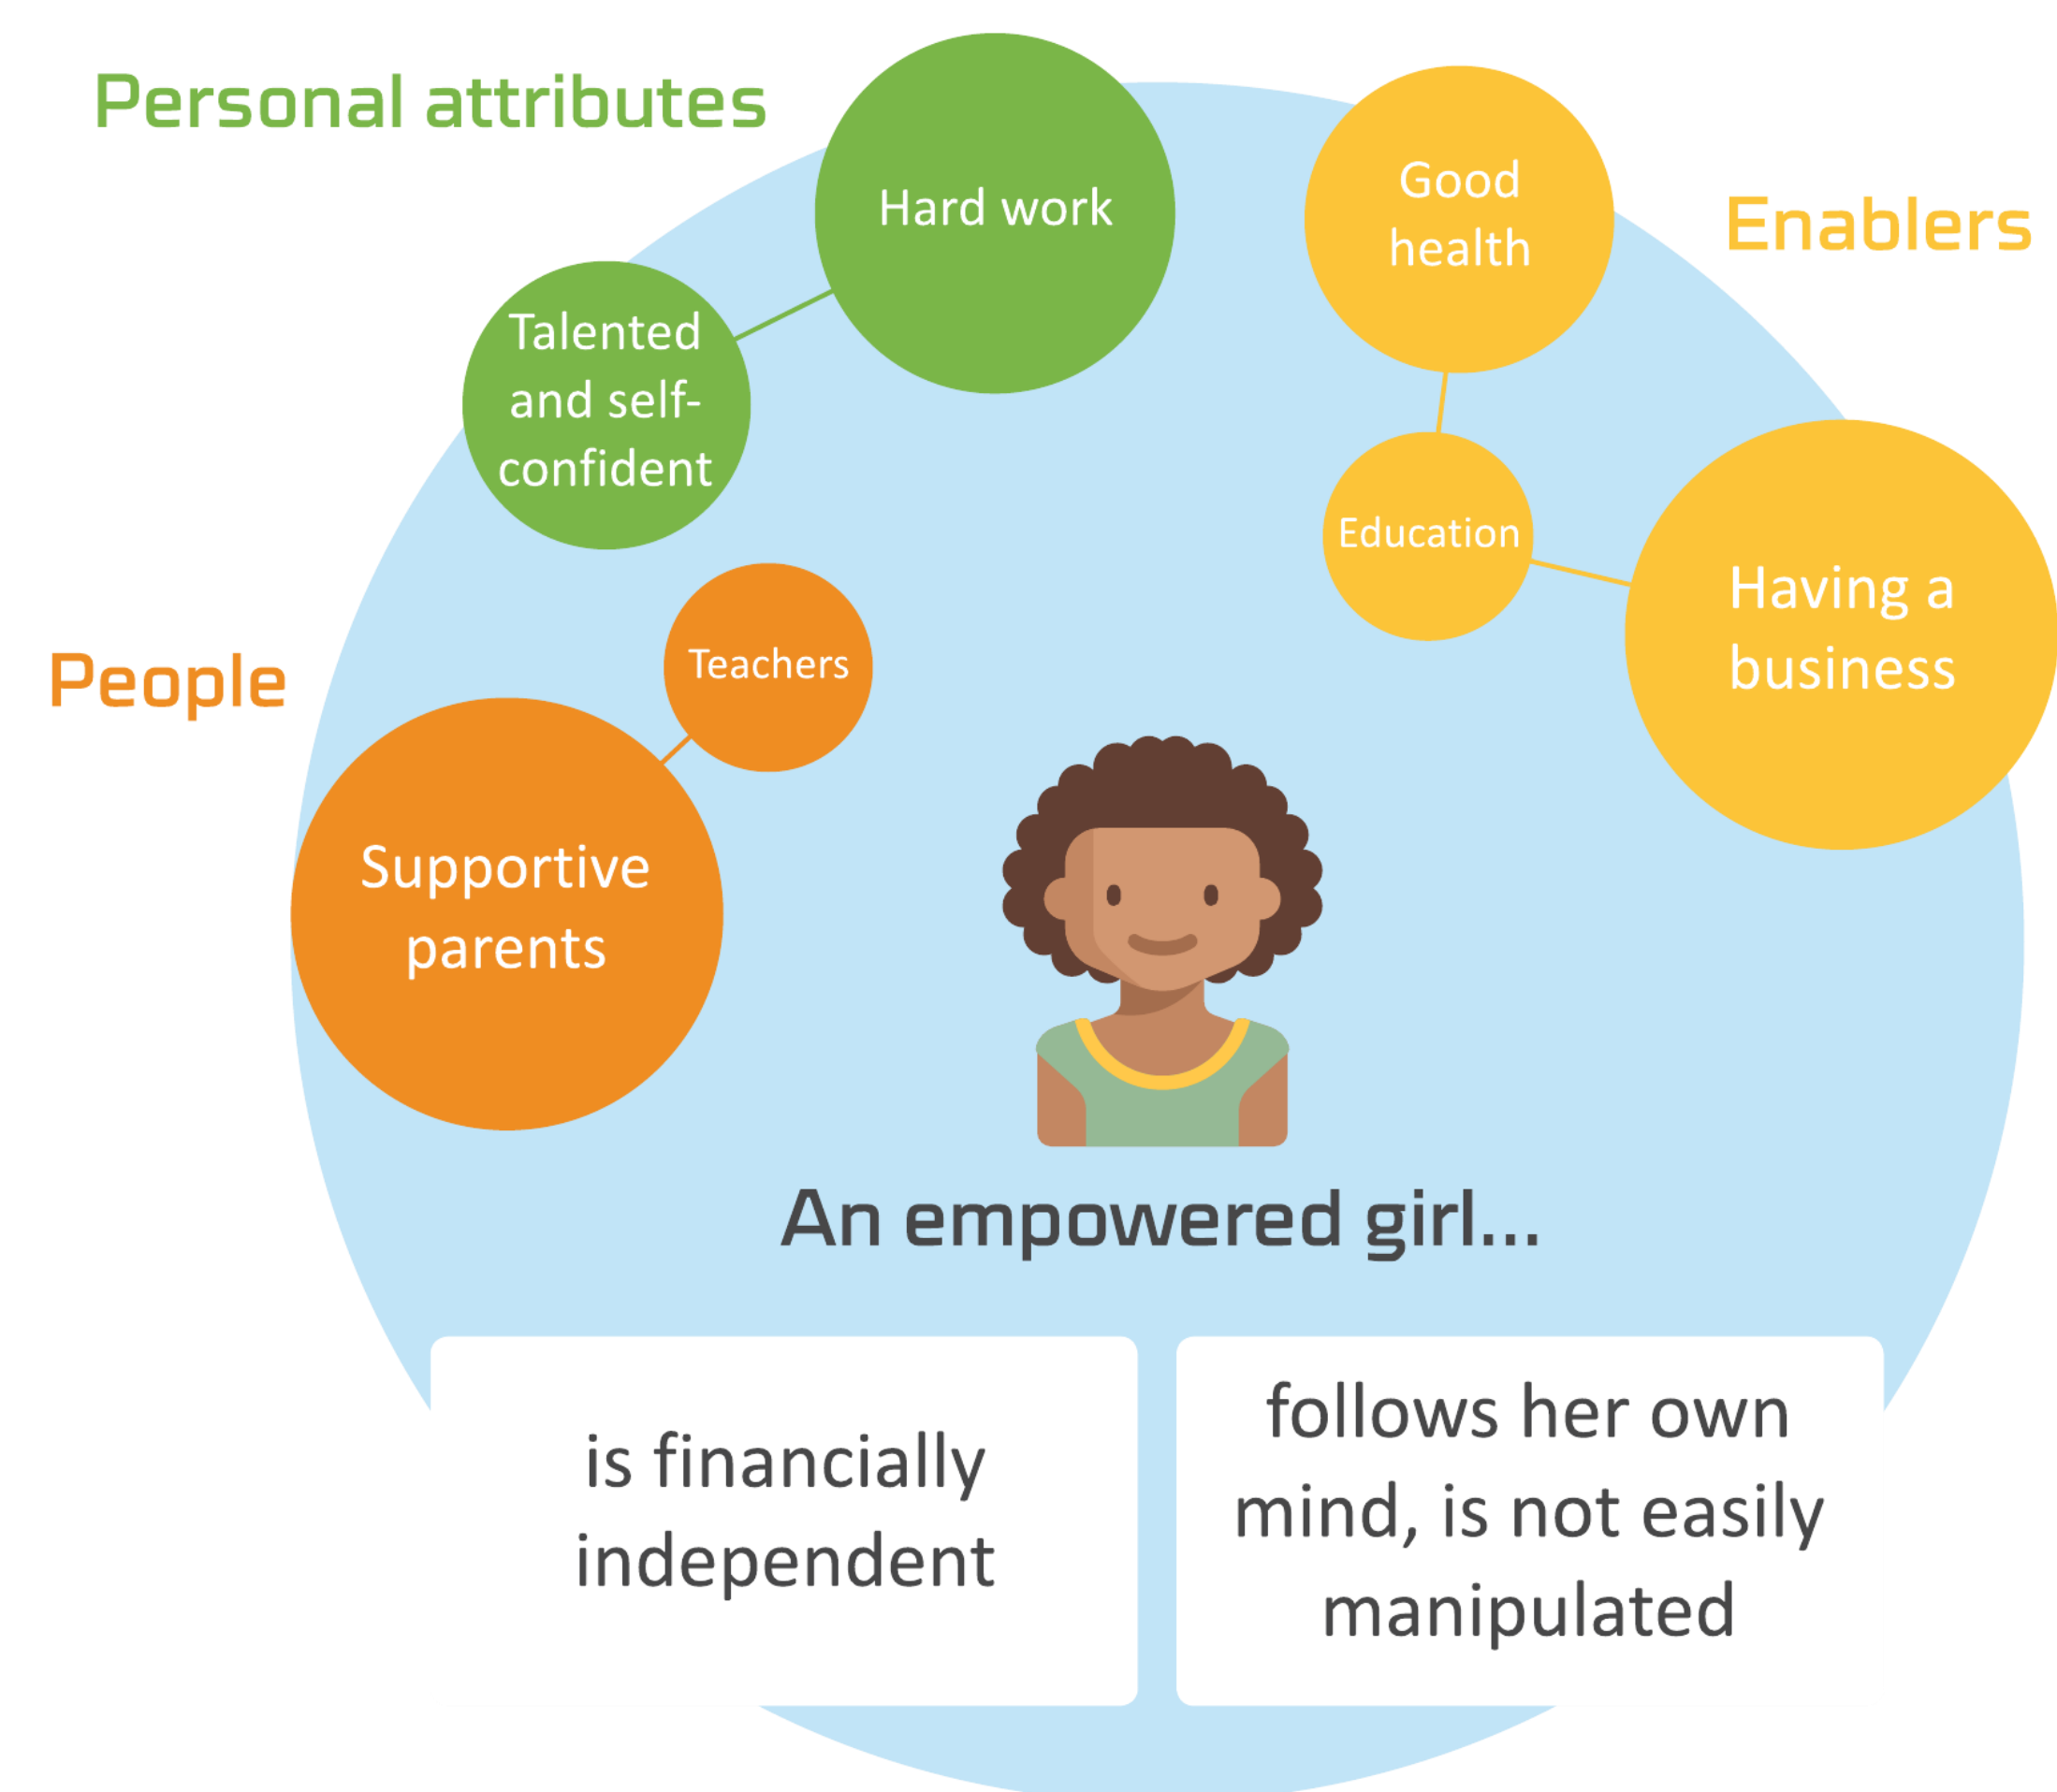 Personal attributes
Hard work
Talented
and self-
confident
Good
health
Enablers
Education
Having a
business
People
Teachers
Supportive
parents
An empowered girl...
is financially
independent
follows her own
mind, is not easily
manipulated